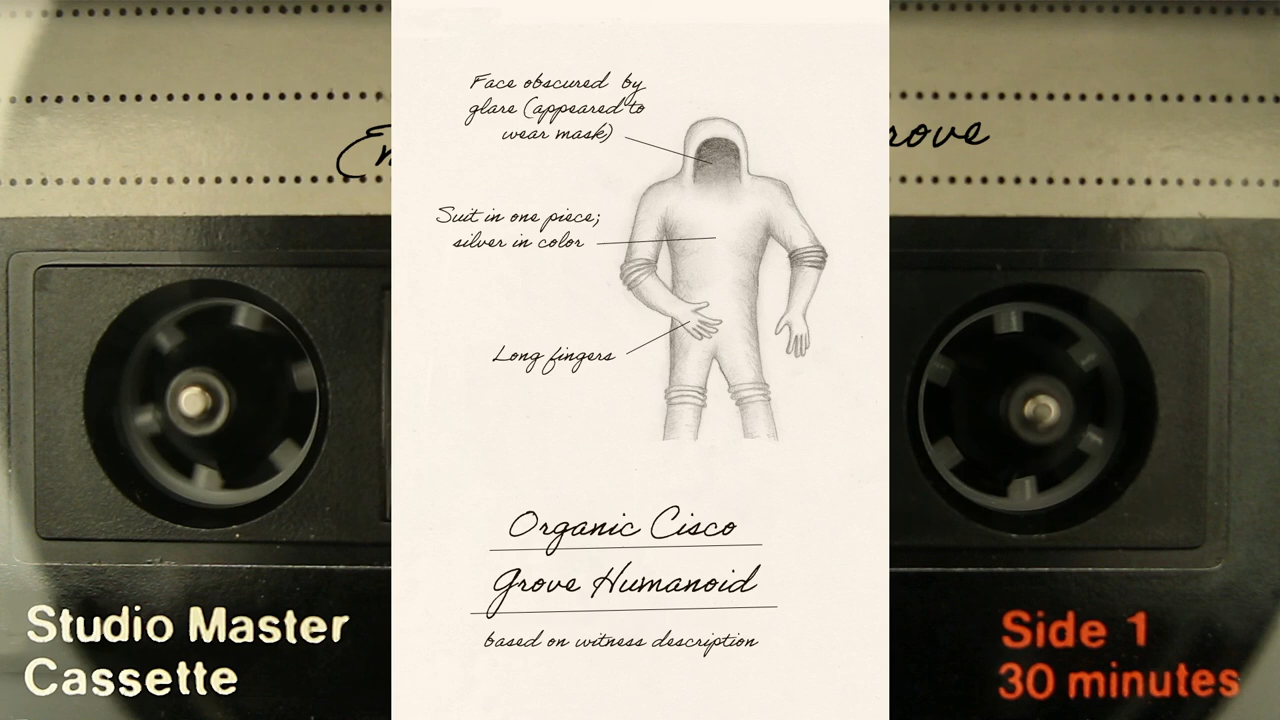 Face obscured by
glare (appeared to
wear mask)
Suit in one piece;
silver in color
Long fingers
Organic Cisco
Grove Humanoid
based on witness description
Studio Master
Cassette
Side 1
30 minutes